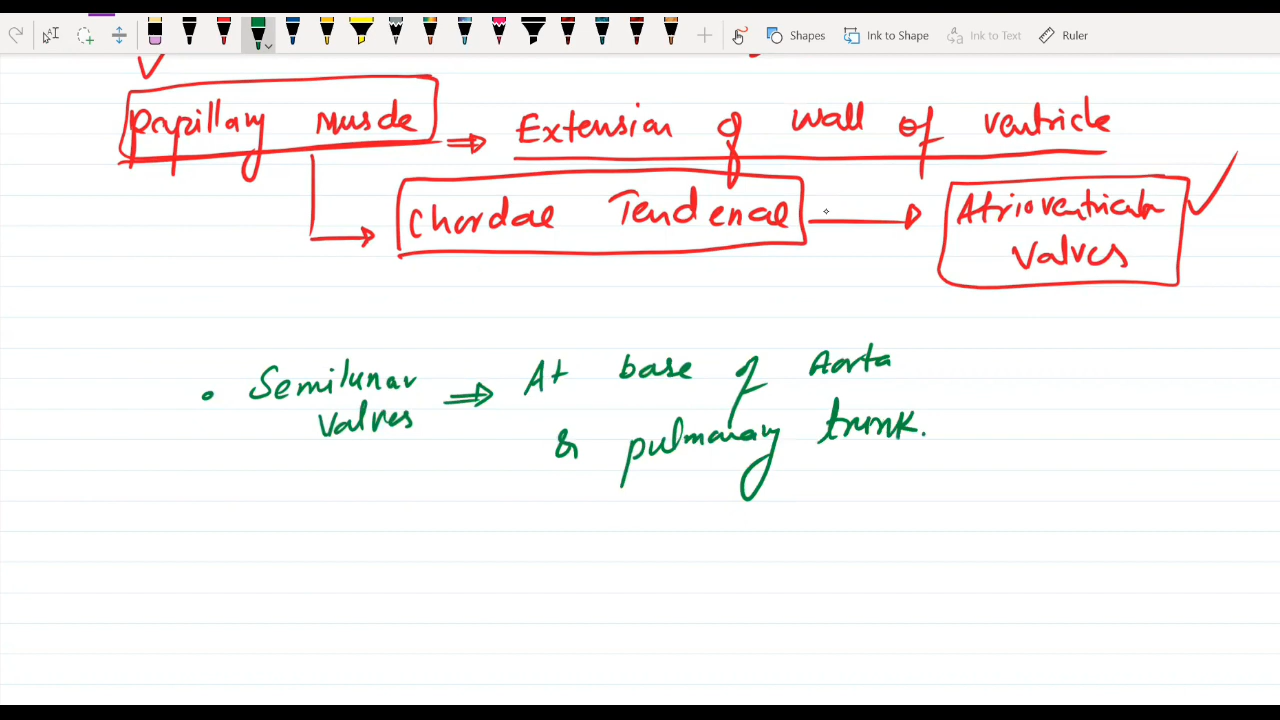 Shapes Ink to Shape Ink to Text Ruler
papillary Muscle ⇒ Extension of wall of ventricle
Chordae Tendenae → Atrioventricular
valves
• Semilunar ⇒ At base of Aorta
valves & pulmonary trunk.